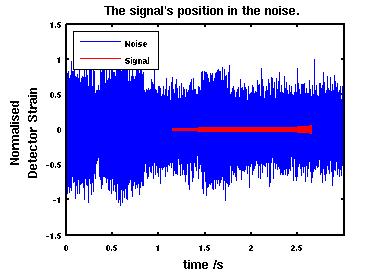 The signal's position in the noise.
1.5
Noise
Signal
1
0.5
0
-0.5
-1
-1.5
Normalised
Detector Strain
0 0.5 1 1.5 2 2.5
time /s